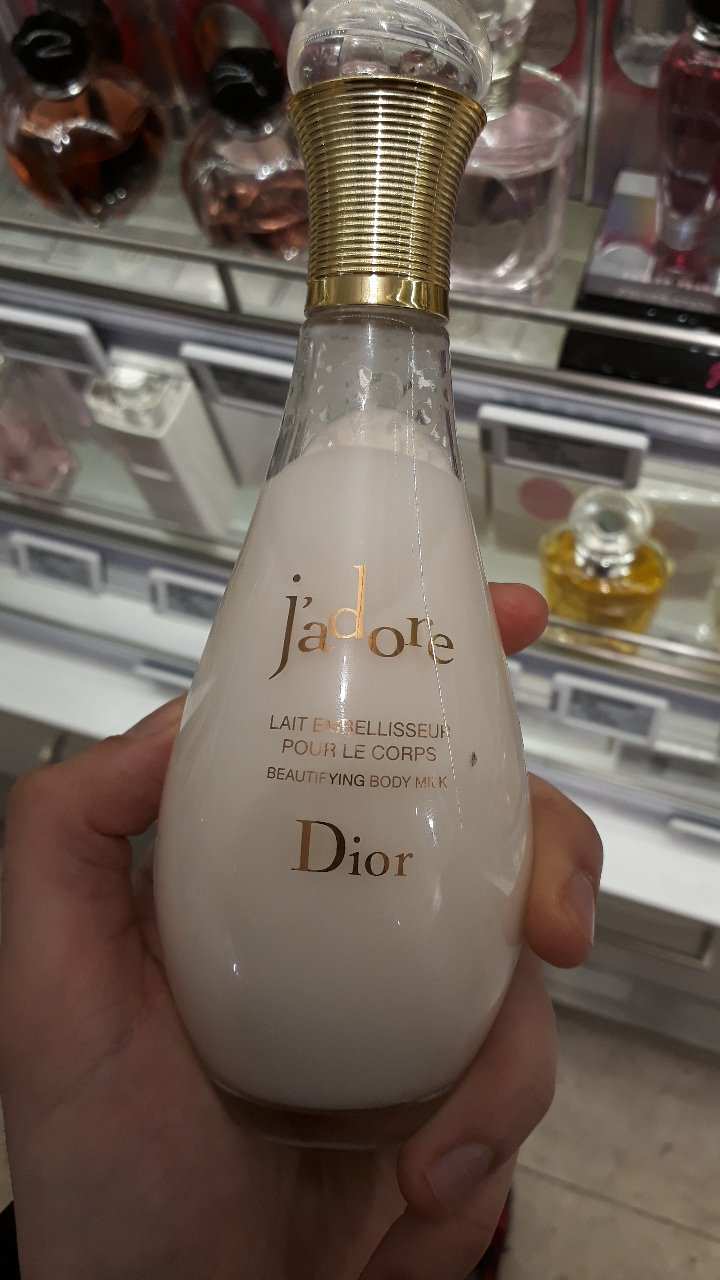 j'adore
LAIT EMBELLISSEUR
POUR LE CORPS
BEAUTIFYING BODY MILK
Dior